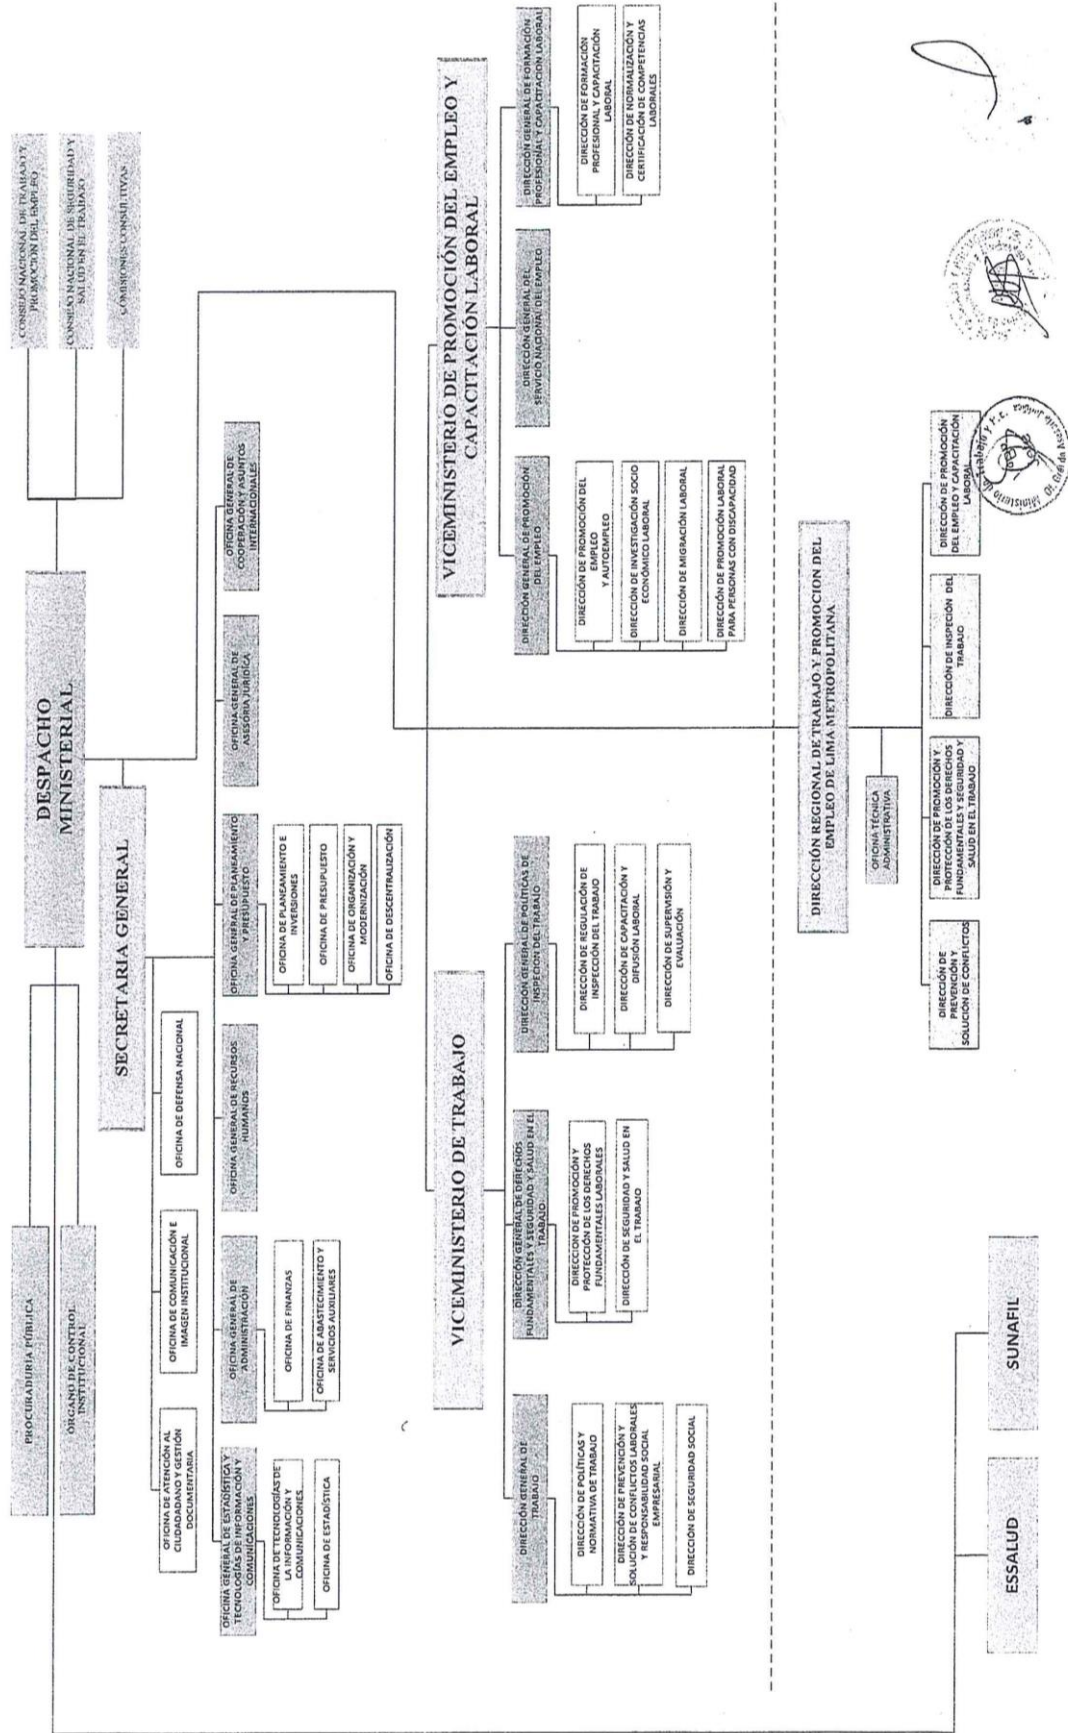 CONSEJO NACIONAL DE TRABAJO Y
PROMOCIÓN DEL EMPLEO
CONSEJO NACIONAL DE SEGURIDAD Y
SALUD EN EL TRABAJO
COMISIONES CONSULTIVAS
DESPACHO
MINISTERIAL
PROCURADURÍA PÚBLICA
ÓRGANO DE CONTROL
INSTITUCIONAL
SECRETARIA GENERAL
OFICINA DE ATENCIÓN AL
CIUDADANO Y GESTIÓN
DOCUMENTARIA
OFICINA DE COMUNICACIÓN E
IMAGEN INSTITUCIONAL
OFICINA DE DEFENSA NACIONAL
OFICINA GENERAL DE ESTADÍSTICA Y
TECNOLOGÍAS DE INFORMACIÓN Y
COMUNICACIONES
OFICINA DE TECNOLOGÍAS DE
LA INFORMACIÓN Y
COMUNICACIONES
OFICINA DE ESTADÍSTICA
OFICINA GENERAL DE
ADMINISTRACIÓN
OFICINA DE FINANZAS
OFICINA DE ABASTECIMIENTO Y
SERVICIOS AUXILIARES
OFICINA GENERAL DE RECURSOS
HUMANOS
OFICINA GENERAL DE PLANEAMIENTO
Y PRESUPUESTO
OFICINA DE PLANEAMIENTO E
INVERSIONES
OFICINA DE PRESUPUESTO
OFICINA DE ORGANIZACIÓN Y
MODERNIZACIÓN
OFICINA DE DESCENTRALIZACIÓN
OFICINA GENERAL DE
ASESORIA JURIDICA
OFICINA GENERAL DE
COOPERACIÓN Y ASUNTOS
INTERNACIONALES
VICEMINISTERIO DE TRABAJO
DIRECCIÓN GENERAL DE
TRABAJO
DIRECCIÓN DE POLÍTICAS Y
NORMATIVA DE TRABAJO
DIRECCIÓN DE PREVENCIÓN Y
SOLUCIÓN DE CONFLICTOS LABORALES
Y RESPONSABILIDAD SOCIAL
EMPRESARIAL
DIRECCIÓN DE SEGURIDAD SOCIAL
DIRECCIÓN GENERAL DE DERECHOS
FUNDAMENTALES Y SEGURIDAD Y SALUD EN EL
TRABAJO
DIRECCION DE PROMOCIÓN Y
PROTECCIÓN DE LOS DERECHOS
FUNDAMENTALES LABORALES
DIRECCIÓN DE SEGURIDAD Y SALUD EN
EL TRABAJO
DIRECCIÓN GENERAL DE POLÍTICAS DE
INSPECIÓN DEL TRABAJO
DIRECCIÓN DE REGULACIÓN DE
INSPECCIÓN DEL TRABAJO
DIRECCIÓN DE CAPACITACIÓN Y
DIFUSIÓN LABORAL
DIRECCIÓN DE SUPERVISIÓN Y
EVALUACIÓN
VICEMINISTERIO DE PROMOCIÓN DEL EMPLEO Y
CAPACITACIÓN LABORAL
DIRECCIÓN GENERAL DE PROMOCIÓN
DEL EMPLEO
DIRECCIÓN DE PROMOCIÓN DEL
EMPLEO
Y AUTOEMPLEO
DIRECCIÓN DE INVESTIGACIÓN SOCIO
ECONÓMICO LABORAL
DIRECCIÓN DE MIGRACIÓN LABORAL
DIRECCIÓN DE PROMOCIÓN LABORAL
PARA PERSONAS CON DISCAPACIDAD
DIRECCIÓN GENERAL DEL
SERVICIO NACIONAL DEL EMPLEO
DIRECCIÓN GENERAL DE FORMACIÓN
PROFESIONAL Y CAPACITACIÓN LABORAL
DIRECCIÓN DE FORMACIÓN
PROFESIONAL Y CAPACITACIÓN
LABORAL
DIRECCIÓN DE NORMALIZACIÓN Y
CERTIFICACIÓN DE COMPETENCIAS
LABORALES
DIRECCIÓN REGIONAL DE TRABAJO Y PROMOCION DEL
EMPLEO DE LIMA METROPOLITANA
OFICINA TÉCNICA
ADMINISTRATIVA
DIRECCIÓN DE
PREVENCIÓN Y
SOLUCIÓN DE CONFLICTOS
DIRECCIÓN DE PROMOCIÓN Y
PROTECCIÓN DE LOS DERECHOS
FUNDAMENTALES Y SEGURIDAD Y
SALUD EN EL TRABAJO
DIRECCIÓN DE INSPECIÓN DEL
TRABAJO
DIRECCIÓN DE PROMOCIÓN
DEL EMPLEO Y CAPACITACIÓN
LABORAL
ESSALUD
SUNAFIL
Ministerio de Trabajo y P.E.